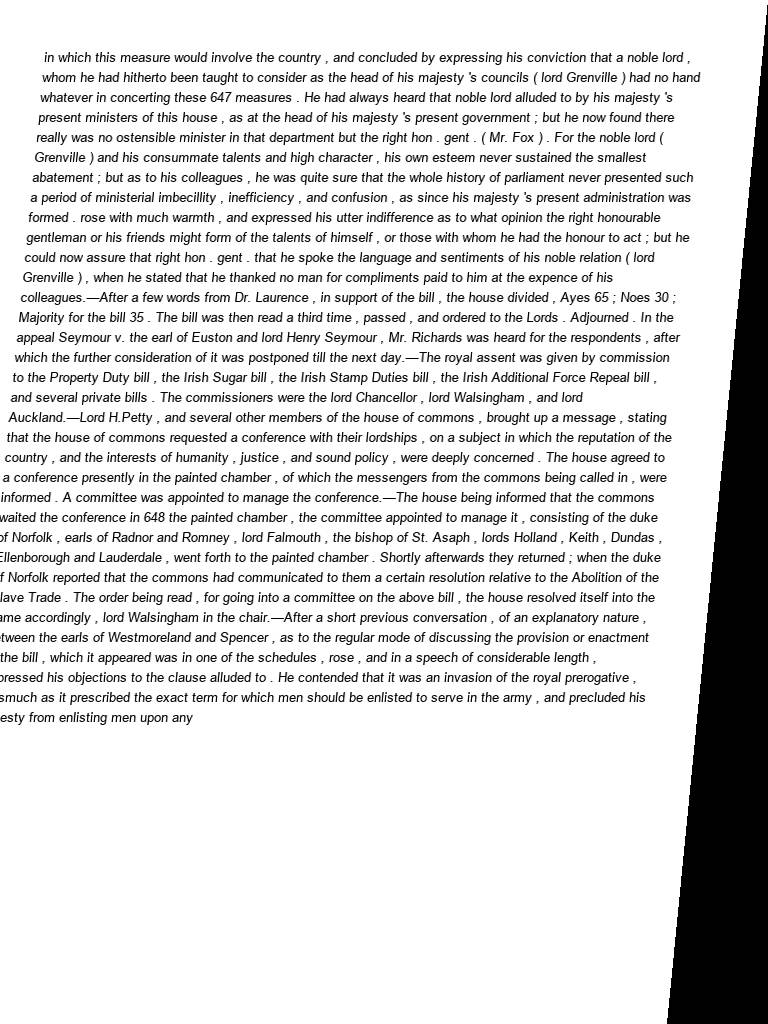 in which this measure would involve the country , and concluded by expressing his conviction that a noble lord ,
whom he had hitherto been taught to consider as the head of his majesty 's councils ( lord Grenville ) had no hand
whatever in concerting these 647 measures . He had always heard that noble lord alluded to by his majesty 's
present ministers of this house , as at the head of his majesty 's present government ; but he now found there
really was no ostensible minister in that department but the right hon . gent . ( Mr. Fox ) . For the noble lord (
Grenville ) and his consummate talents and high character , his own esteem never sustained the smallest
abatement ; but as to his colleagues , he was quite sure that the whole history of parliament never presented such
a period of ministerial imbecillity , inefficiency , and confusion , as since his majesty 's present administration was
formed . rose with much warmth , and expressed his utter indifference as to what opinion the right honourable
gentleman or his friends might form of the talents of himself , or those with whom he had the honour to act ; but he
could now assure that right hon . gent . that he spoke the language and sentiments of his noble relation ( lord
Grenville ) , when he stated that he thanked no man for compliments paid to him at the expence of his
colleagues.—After a few words from Dr. Laurence , in support of the bill , the house divided , Ayes 65 ; Noes 30 ;
Majority for the bill 35 . The bill was then read a third time , passed , and ordered to the Lords . Adjourned . In the
appeal Seymour v. the earl of Euston and lord Henry Seymour , Mr. Richards was heard for the respondents , after
which the further consideration of it was postponed till the next day.—The royal assent was given by commission
to the Property Duty bill , the Irish Sugar bill , the Irish Stamp Duties bill , the Irish Additional Force Repeal bill ,
and several private bills . The commissioners were the lord Chancellor , lord Walsingham , and lord
Auckland.—Lord H.Petty , and several other members of the house of commons , brought up a message , stating
that the house of commons requested a conference with their lordships , on a subject in which the reputation of the
country , and the interests of humanity , justice , and sound policy , were deeply concerned . The house agreed to
a conference presently in the painted chamber , of which the messengers from the commons being called in , were
informed . A committee was appointed to manage the conference.—The house being informed that the commons
waited the conference in 648 the painted chamber , the committee appointed to manage it , consisting of the duke
of Norfolk , earls of Radnor and Romney , lord Falmouth , the bishop of St. Asaph , lords Holland , Keith , Dundas ,
Ellenborough and Lauderdale , went forth to the painted chamber . Shortly afterwards they returned ; when the duke
f Norfolk reported that the commons had communicated to them a certain resolution relative to the Abolition of the
lave Trade . The order being read , for going into a committee on the above bill , the house resolved itself into the
ame accordingly , lord Walsingham in the chair.—After a short previous conversation , of an explanatory nature ,
tween the earls of Westmoreland and Spencer , as to the regular mode of discussing the provision or enactment
the bill , which it appeared was in one of the schedules , rose , and in a speech of considerable length ,
pressed his objections to the clause alluded to . He contended that it was an invasion of the royal prerogative ,
smuch as it prescribed the exact term for which men should be enlisted to serve in the army , and precluded his
esty from enlisting men upon any